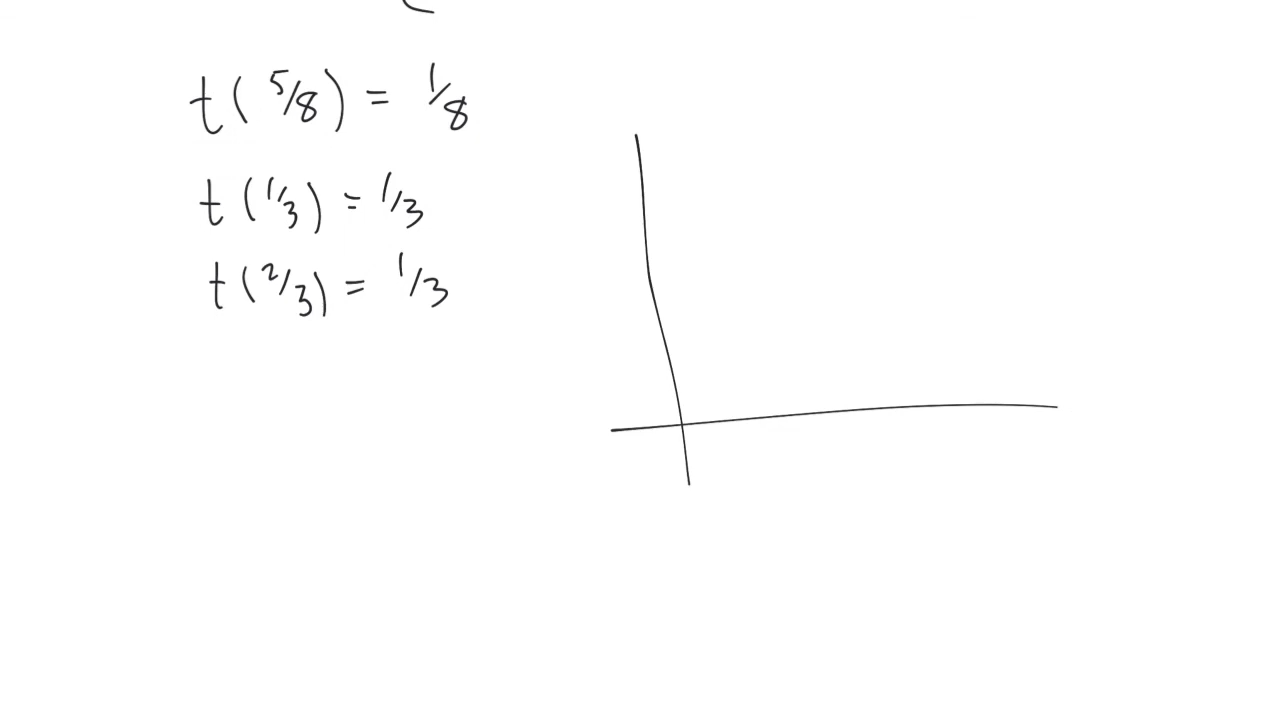 t(5/8) = 1/8
t(1/3) = 1/3
t(2/3) = 1/3